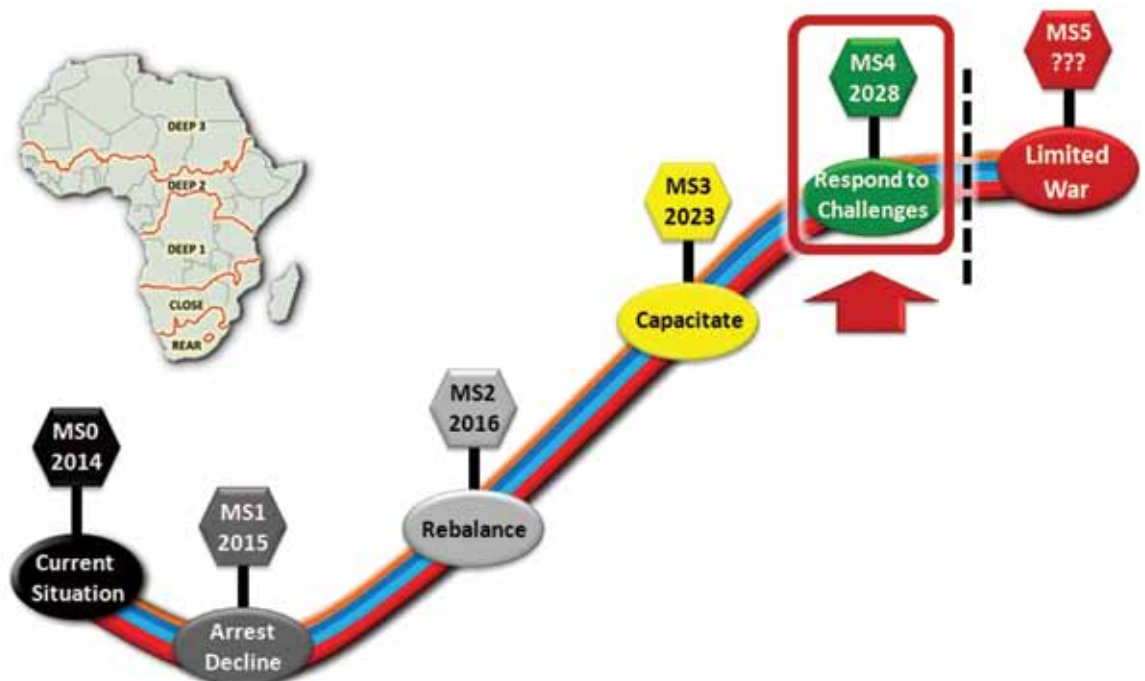 DEEP 3
DEEP 2
DEEP 1
CLOSE
REAR
MS0
2014
Current
Situation
MS1
2015
Arrest
Decline
MS2
2016
Rebalance
MS3
2023
Capacitate
MS4
2028
Respond to
Challenges
MS5
???
Limited
War